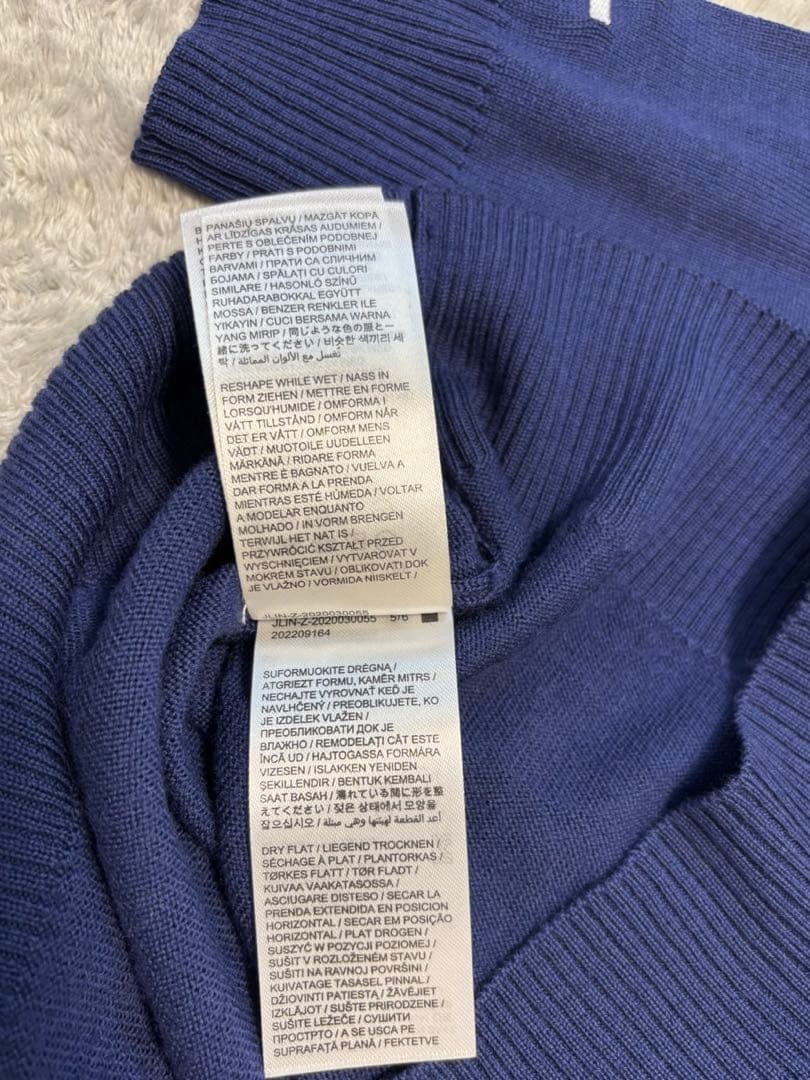 PANAŠIŲ SPALVŲ / MAZGĀT KOPĀ
AR LĪDZĪGAS KRĀSAS AUDUMIEM /
PERTE S OBLEČENÍM PODOBNEJ
FARBY / PRATI S PODOBNIMI
BARVAMI / ПРАТИ СА СЛИЧНИМ
БОЈАМА / SPĂLAȚI CU CULORI
SIMILARE / HASONLÓ SZÍNŰ
RUHADARABOKKAL EGYÜTT
MOSSA / BENZER RENKLER ILE
YIKAYIN / CUCI BERSAMA WARNA
YANG MIRIP / 同じような色の服と一
緒に洗ってください / 비슷한 색끼리 세
탁 / تغسل مع الألوان المماثلة /
RESHAPE WHILE WET / NASS IN
FORM ZIEHEN / METTRE EN FORME
LORSQU'HUMIDE / OMFORMA I
VÅTT TILLSTÅND / OMFORM NÅR
DET ER VÅTT / OMFORM MENS
VÅDT / MUOTOILE UUDELLEEN
MÄRKÄNÄ / RIDARE FORMA
MENTRE È BAGNATO / VUELVA A
DAR FORMA A LA PRENDA
MIENTRAS ESTÉ HÚMEDA / VOLTAR
A MODELAR ENQUANTO
MOLHADO / IN VORM BRENGEN
TERWIJL HET NAT IS /
PRZYWRÓCIĆ KSZTAŁT PRZED
WYSCHNIĘCIEM / VYTVAROVAT V
MOKRÉM STAVU / OBLIKOVATI DOK
JE VLAŽNO / VORMIDA NIISKELT /
JLIN-Z-2020030055
JLIN-Z-2020030055 5/6
202209164
SUFORMUOKITE DRĖGNĄ /
ATGRIEZT FORMU, KAMĒR MITRS /
NECHAJTE VYROVNAŤ KEĎ JE
NAVLHČENÝ / PREOBLIKUJETE, KO
JE IZDELEK VLAŽEN /
ПРЕОБЛИКОВАТИ ДОК ЈЕ
ВЛАЖНО / REMODELAȚI CÂT ESTE
ÎNCĂ UD / HAJTOGASSA FORMÁRA
VIZESEN / ISLAKKEN YENİDEN
ŞEKİLLENDİR / BENTUK KEMBALI
SAAT BASAH / 濡れている間に形を整
えてください / 젖은 상태에서 모양을
잡으십시오 / أعد القطعة لهيئتها وهي مبتلة /
DRY FLAT / LIEGEND TROCKNEN /
SÉCHAGE À PLAT / PLANTORKAS /
TØRKES FLATT / TØR FLADT /
KUIVAA VAAKATASOSSA /
ASCIUGARE DISTESO / SECAR LA
PRENDA EXTENDIDA EN POSICION
HORIZONTAL / SECAR EM POSIÇÃO
HORIZONTAL / PLAT DROGEN /
SUSZYĆ W POZYCJI POZIOMEJ /
SUŠIT V ROZLOŽENÉM STAVU /
SUŠITI NA RAVNOJ POVRŠINI /
KUIVATAGE TASASEL PINNAL /
DŽIOVINTI PATIESTĄ / ŽĀVĒJIET
IZKLĀJOT / SUŠTE PRIRODZENE /
SUŠITE LEŽEČE / СУШИТИ
ПРОСТРТО / A SE USCA PE
SUPRAFAȚĂ PLANĂ / FEKTETVE